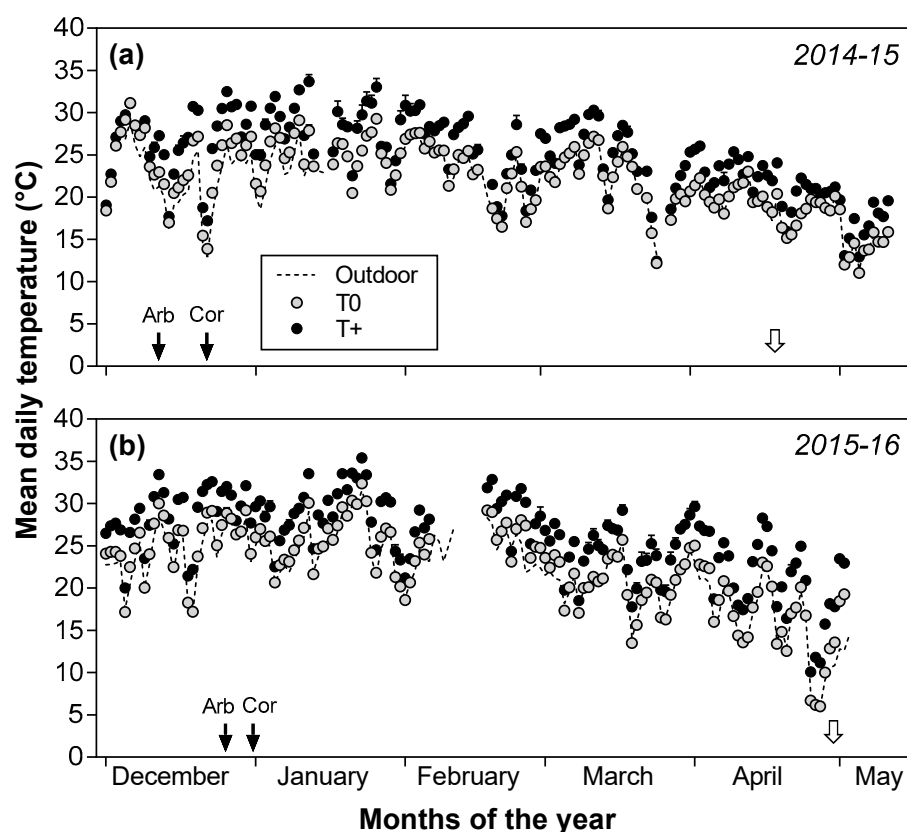 Mean daily temperature (°C)
40
35
30
25
20
15
10
5
0
(a)
2014-15
Outdoor
T0
T+
Arb
Cor
40
35
30
25
20
15
10
5
0
(b)
2015-16
Arb
Cor
December
January
February
March
April
May
Months of the year